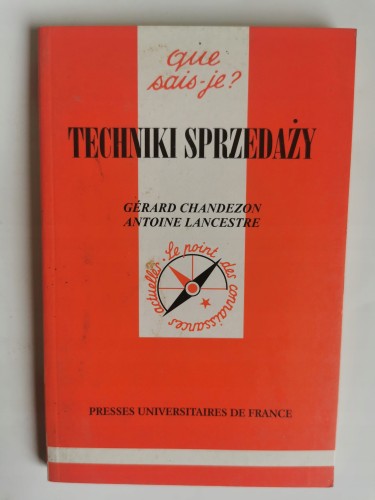 que
sais-je?
TECHNIKI SPRZEDAŻY
GÉRARD CHANDEZON
ANTOINE LANCESTRE
Le point des connaissances actuelles.
PRESSES UNIVERSITAIRES DE FRANCE